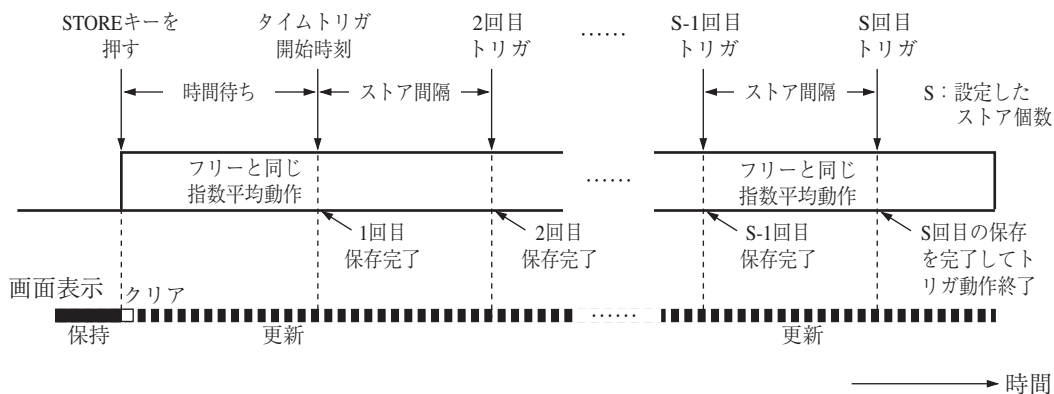 STOREキーを
押す
タイムトリガ
開始時刻
2回目
トリガ
……
S-1回目
トリガ
S回目
トリガ
時間待ち
ストア間隔
ストア間隔
S：設定した
ストア個数
フリーと同じ
指数平均動作
……
フリーと同じ
指数平均動作
1回目
保存完了
2回目
保存完了
S-1回目
保存完了
S回目の保存
を完了してト
リガ動作終了
画面表示
クリア
……
保持
更新
更新
時間